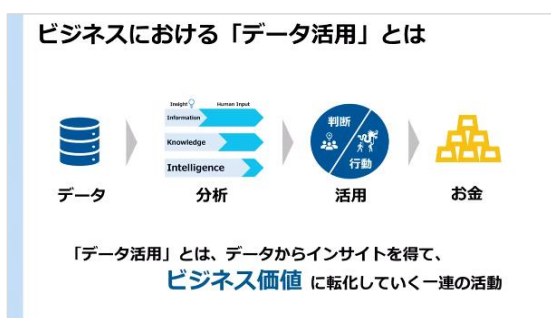 ビジネスにおける「データ活用」とは
Insight Human Input
Information
Knowledge
Intelligence
判断
行動
データ 分析 活用 お金
「データ活用」とは、データからインサイトを得て、
ビジネス価値 に転化していく一連の活動